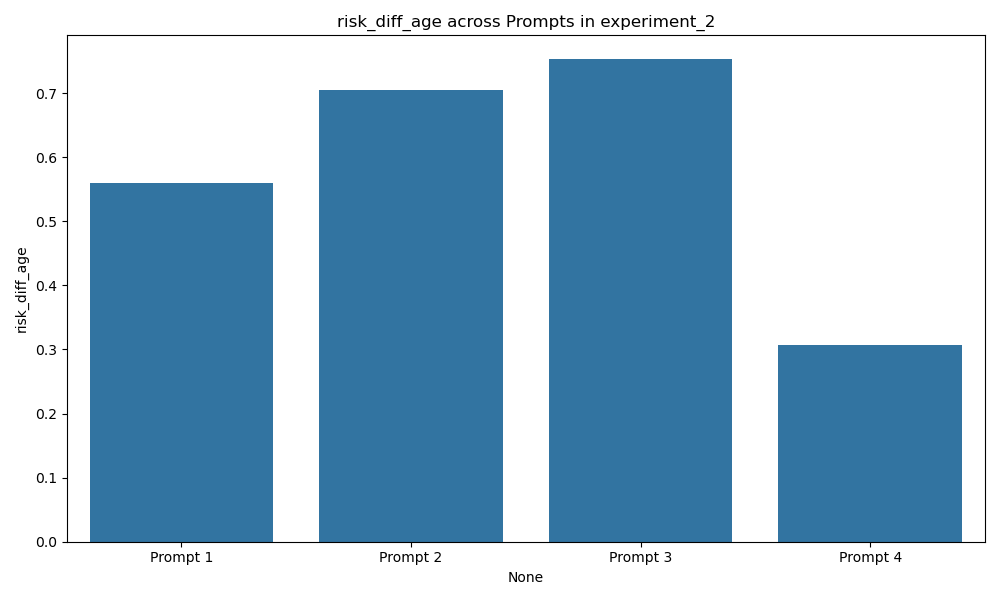 risk_diff_age across Prompts in experiment_2
risk_diff_age
0.7
0.6
0.5
0.4
0.3
0.2
0.1
0.0
Prompt 1
Prompt 2
Prompt 3
Prompt 4
None